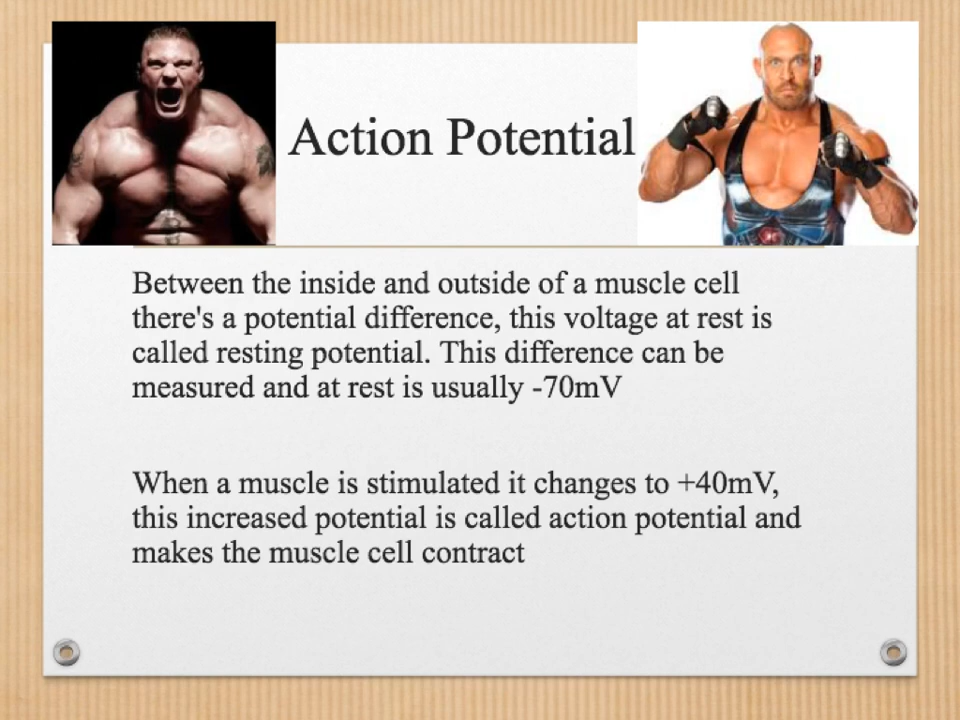 Action Potential
Between the inside and outside of a muscle cell
there's a potential difference, this voltage at rest is
called resting potential. This difference can be
measured and at rest is usually -70mV
When a muscle is stimulated it changes to +40mV,
this increased potential is called action potential and
makes the muscle cell contract